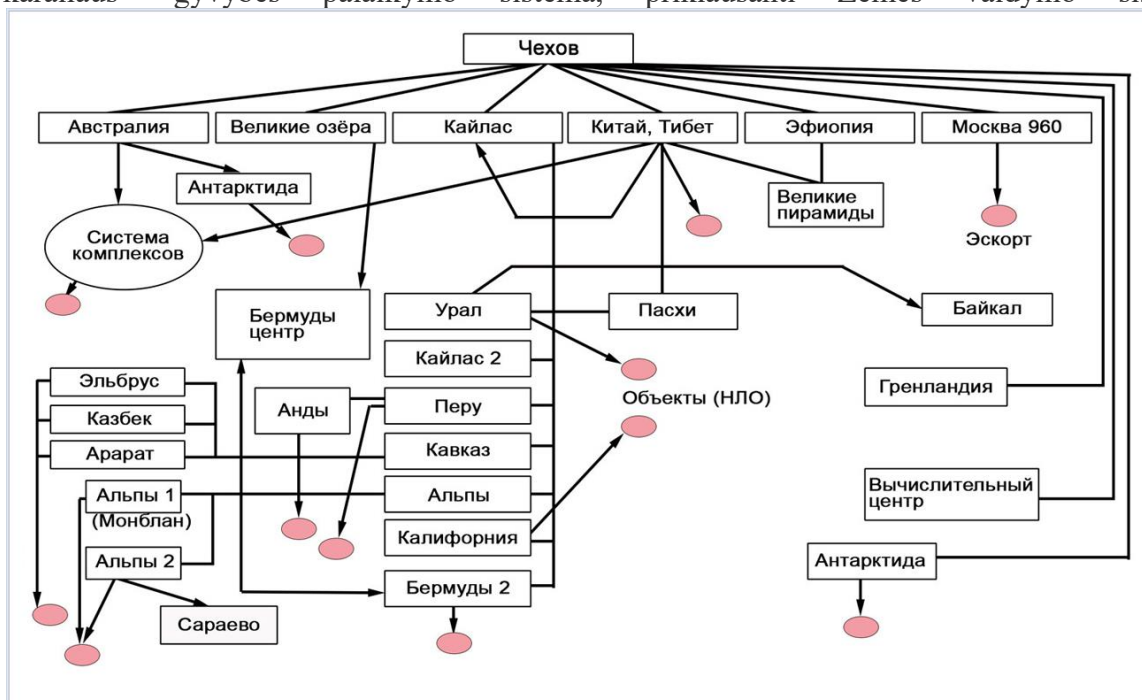 Чехов
Австралия
Великие озёра
Кайлас
Китай, Тибет
Эфиопия
Москва 960
Антарктида
Великие
пирамиды
Эскорт
Система
комплексов
Бермуды
центр
Урал
Пасхи
Байкал
Кайлас 2
Эльбрус
Анды
Перу
Объекты (НЛО)
Гренландия
Казбек
Арарат
Кавказ
Альпы 1
(Монблан)
Альпы
Вычислительный
центр
Калифорния
Альпы 2
Антарктида
Бермуды 2
Сараево